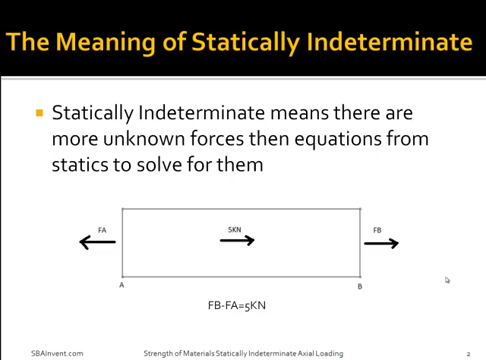 The Meaning of Statically Indeterminate
Statically Indeterminate means there are
more unknown forces then equations from
statics to solve for them
FA
5KN
FB
A
B
FB-FA=5KN
SBAInvent.com
Strength of Materials Statically Indeterminate Axial Loading
2